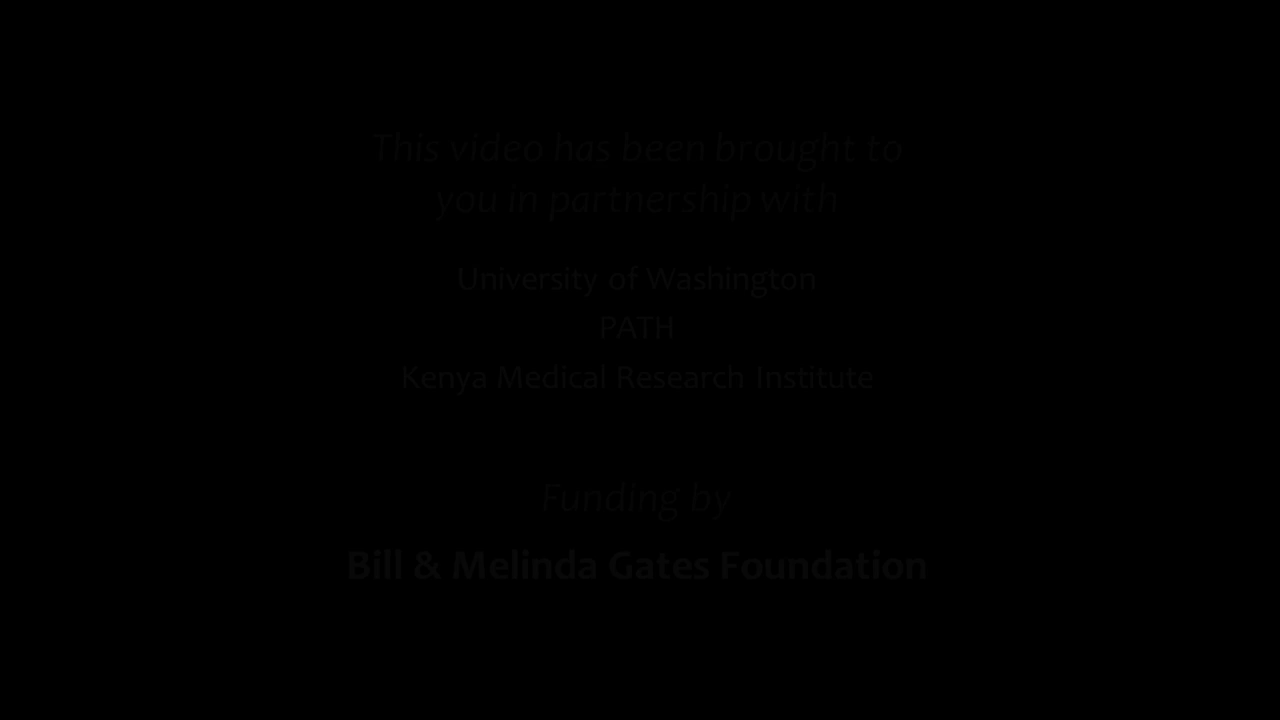 This video has been brought to
you in partnership with
University of Washington
PATH
Kenya Medical Research Institute
Funding by
Bill & Melinda Gates Foundation